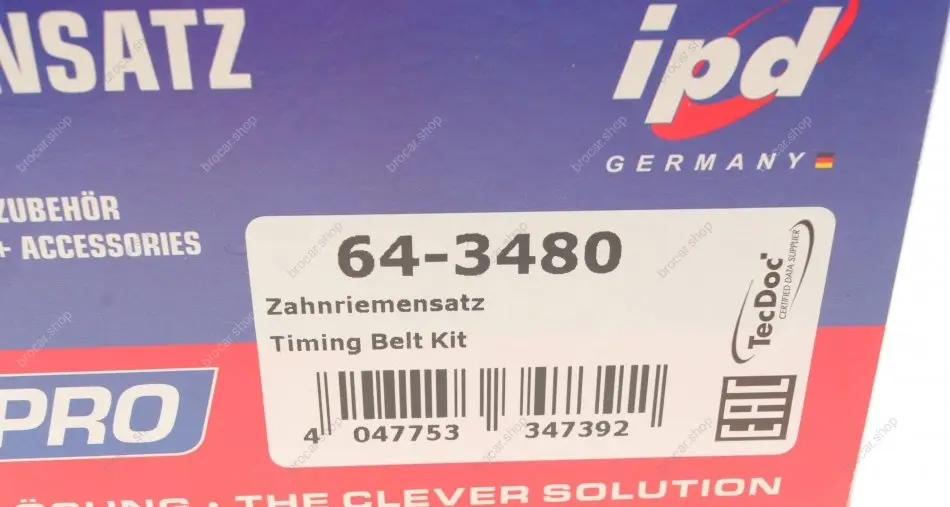 NSATZ
ipd
GERMANY
ZUBEHÖR
+ ACCESSORIES
64-3480
Zahnriemensatz
Timing Belt Kit
4 047753 347392
TecDoc
CERTIFIED DATA SUPPLIER
EAC
PRO
ÖSUNG · THE CLEVER SOLUTION
brocar.shop